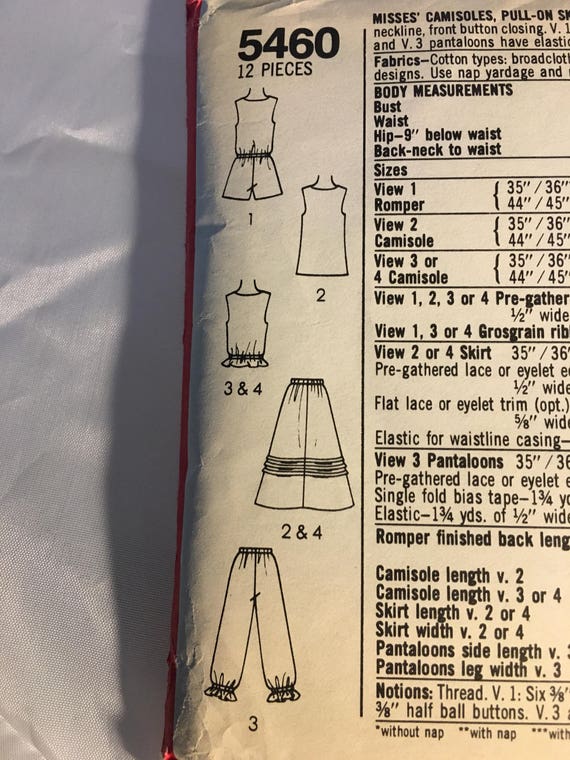 5460
12 PIECES
1
2
3 & 4
2 & 4
3
MISSES' CAMISOLES, PULL-ON
neckline, front button closing. V. 1
and V. 3 pantaloons have elastic
Fabrics–Cotton types: broadcloth
designs. Use nap yardage and
BODY MEASUREMENTS
Bust
Waist
Hip–9" below waist
Back-neck to waist
Sizes
View 1 { 35"/36"
Romper 44"/45"
View 2 { 35"/36"
Camisole 44"/45"
View 3 or { 35"/36"
4 Camisole 44"/45"
View 1, 2, 3 or 4 Pre-gather
½" wide
View 1, 3 or 4 Grosgrain rib
View 2 or 4 Skirt 35"/36
Pre-gathered lace or eyelet e
½" wide
Flat lace or eyelet trim (opt.)
⅝" wid
Elastic for waistline casing–
View 3 Pantaloons 35"/36
Pre-gathered lace or eyelet e
Single fold bias tape–1¾ yd
Elastic–1¾ yds. of ½" wide
Romper finished back leng
Camisole length v. 2
Camisole length v. 3 or 4
Skirt length v. 2 or 4
Skirt width v. 2 or 4
Pantaloons side length v. 3
Pantaloons leg width v. 3
Notions: Thread. V. 1: Six ⅜"
⅜" half ball buttons. V. 3
*without nap **with nap ***with